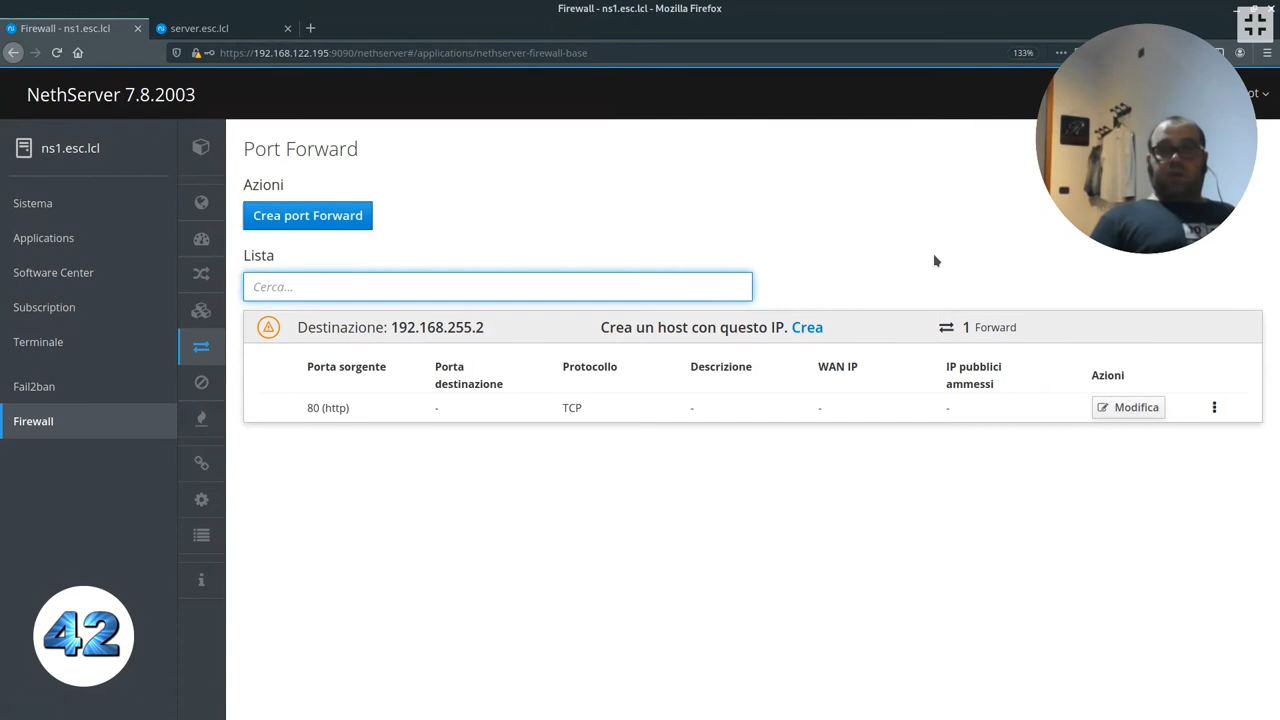 Firewall - ns1.esc.lcl - Mozilla Firefox
Firewall - ns1.esc.lcl
server.esc.lcl
https://192.168.122.195:9090/nethserver#/applications/nethserver-firewall-base
133%
NethServer 7.8.2003
ot
ns1.esc.lcl
Sistema
Applications
Software Center
Subscription
Terminale
Fail2ban
Firewall
Port Forward
Azioni
Crea port Forward
Lista
Cerca...
Destinazione: 192.168.255.2 Crea un host con questo IP. Crea 1 Forward
Porta sorgente Porta destinazione Protocollo Descrizione WAN IP IP pubblici ammessi Azioni
80 (http) - TCP - - - Modifica
42